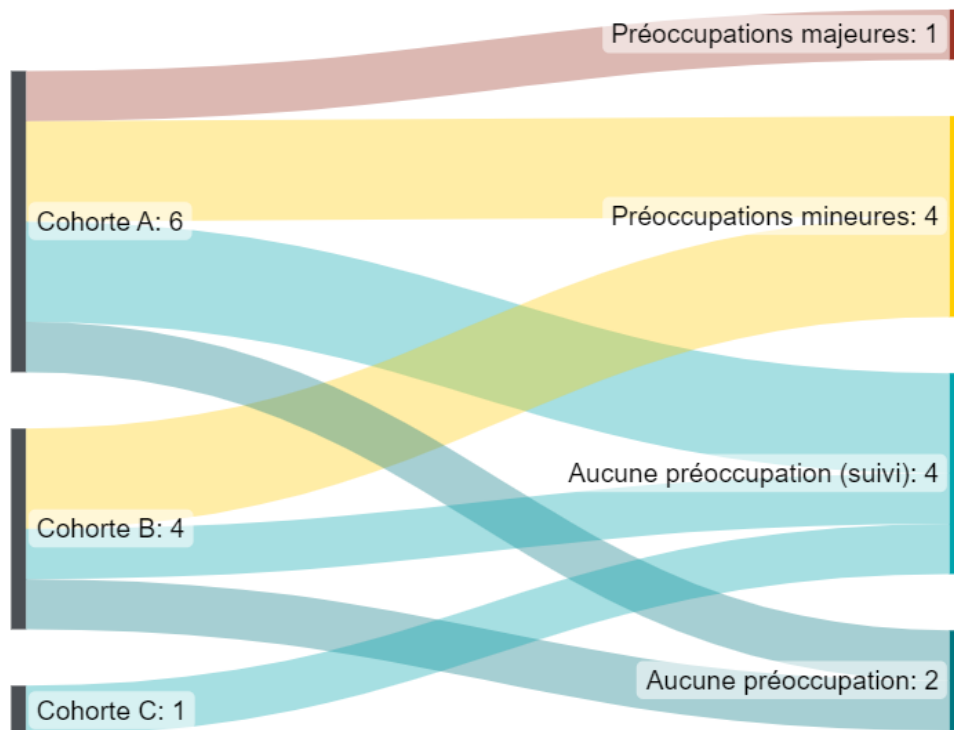 Préoccupations majeures: 1
Cohorte A: 6
Préoccupations mineures: 4
Aucune préoccupation (suivi): 4
Cohorte B: 4
Aucune préoccupation: 2
Cohorte C: 1